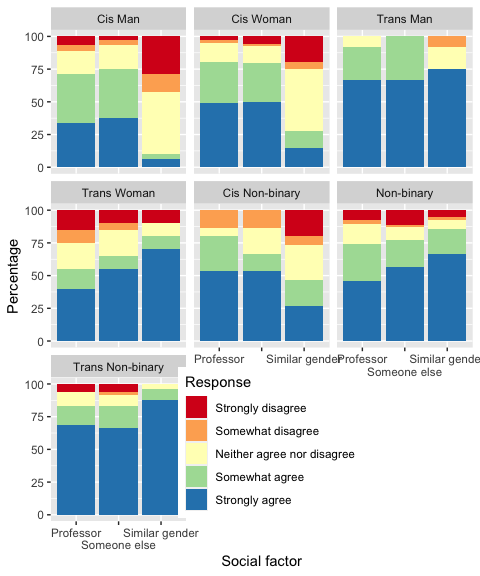 Cis Man
Cis Woman
Trans Man
100
75
50
25
0
Trans Woman
Cis Non-binary
Non-binary
100
75
50
25
0
Percentage
Professor
Similar gender
Professor
Similar gende
Someone else
Trans Non-binary
100
75
50
25
0
Professor
Similar gender
Someone else
Response
Strongly disagree
Somewhat disagree
Neither agree nor disagree
Somewhat agree
Strongly agree
Social factor